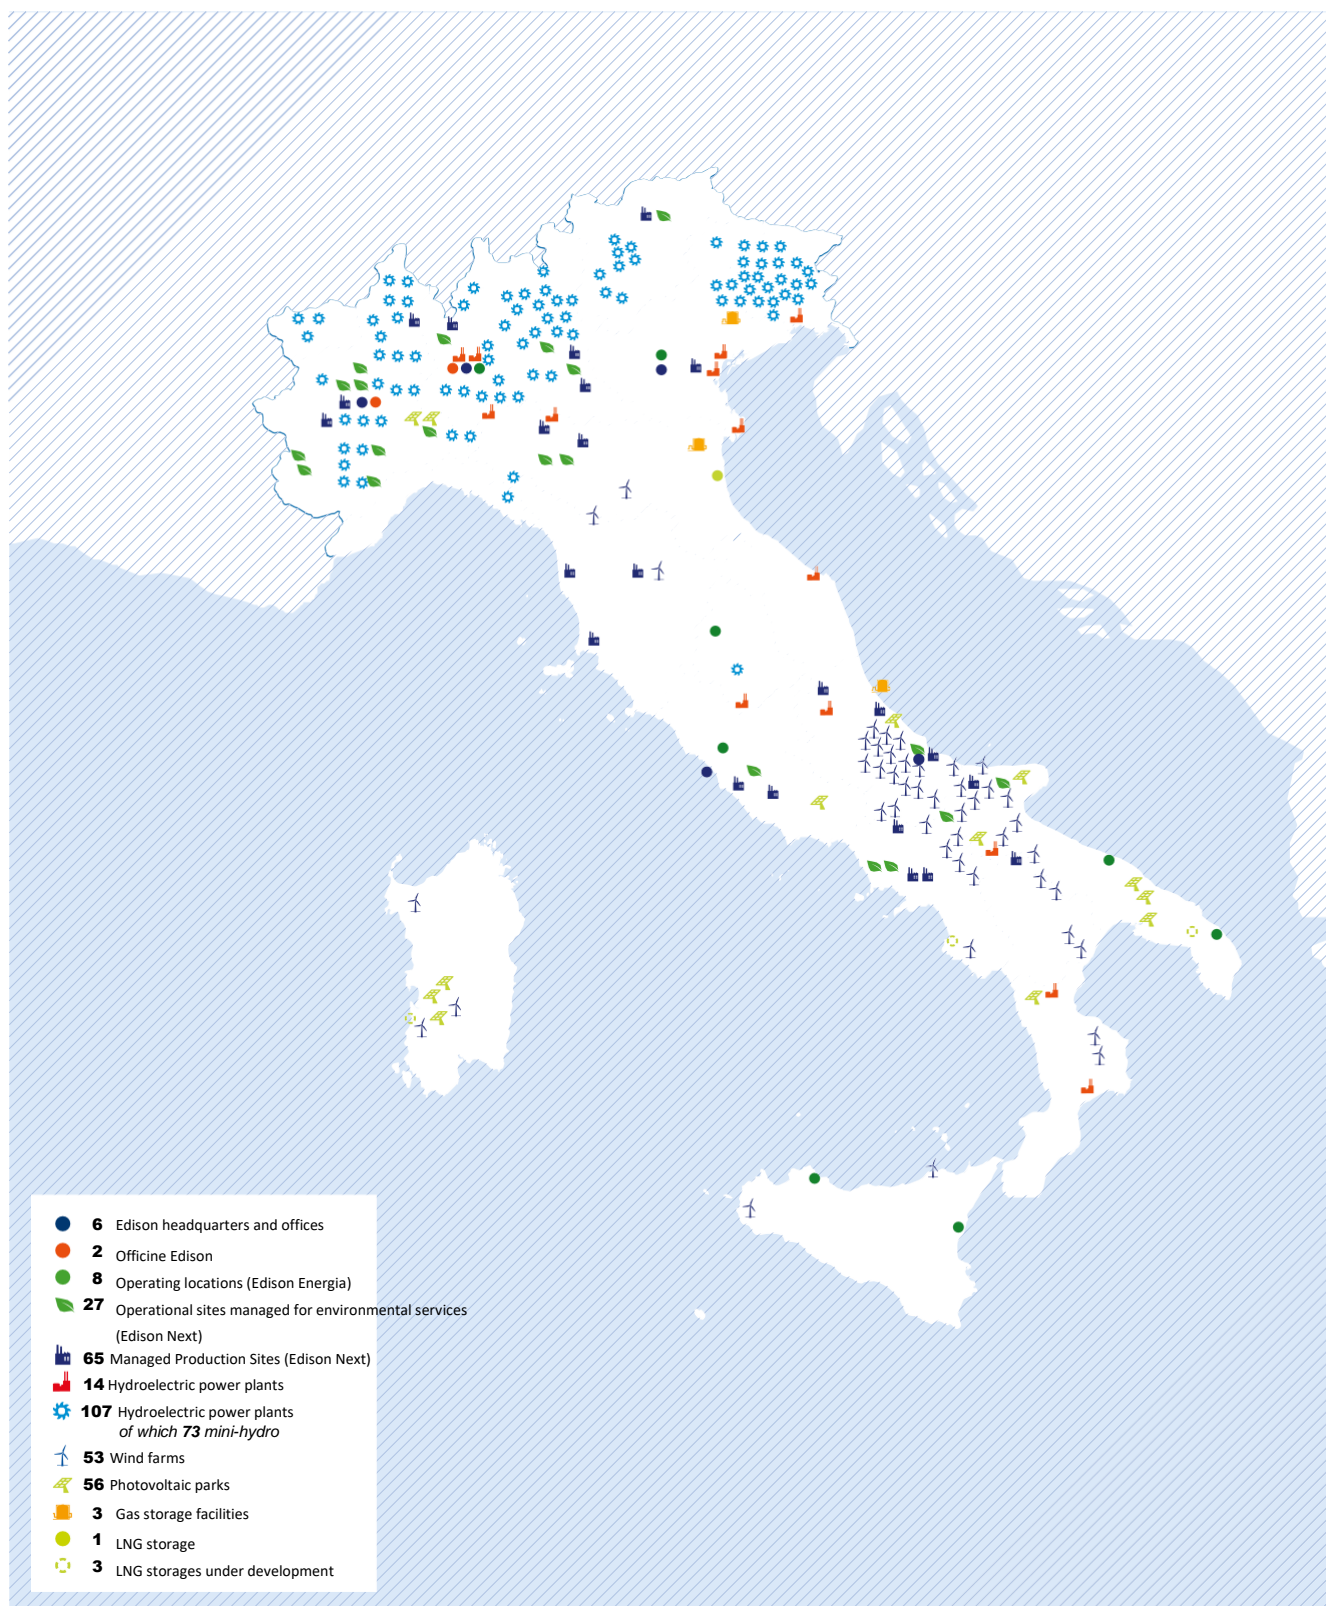 6 Edison headquarters and offices
2 Officine Edison
8 Operating locations (Edison Energia)
27 Operational sites managed for environmental services
(Edison Next)
65 Managed Production Sites (Edison Next)
14 Hydroelectric power plants
107 Hydroelectric power plants
of which 73 mini-hydro
53 Wind farms
56 Photovoltaic parks
3 Gas storage facilities
1 LNG storage
3 LNG storages under development